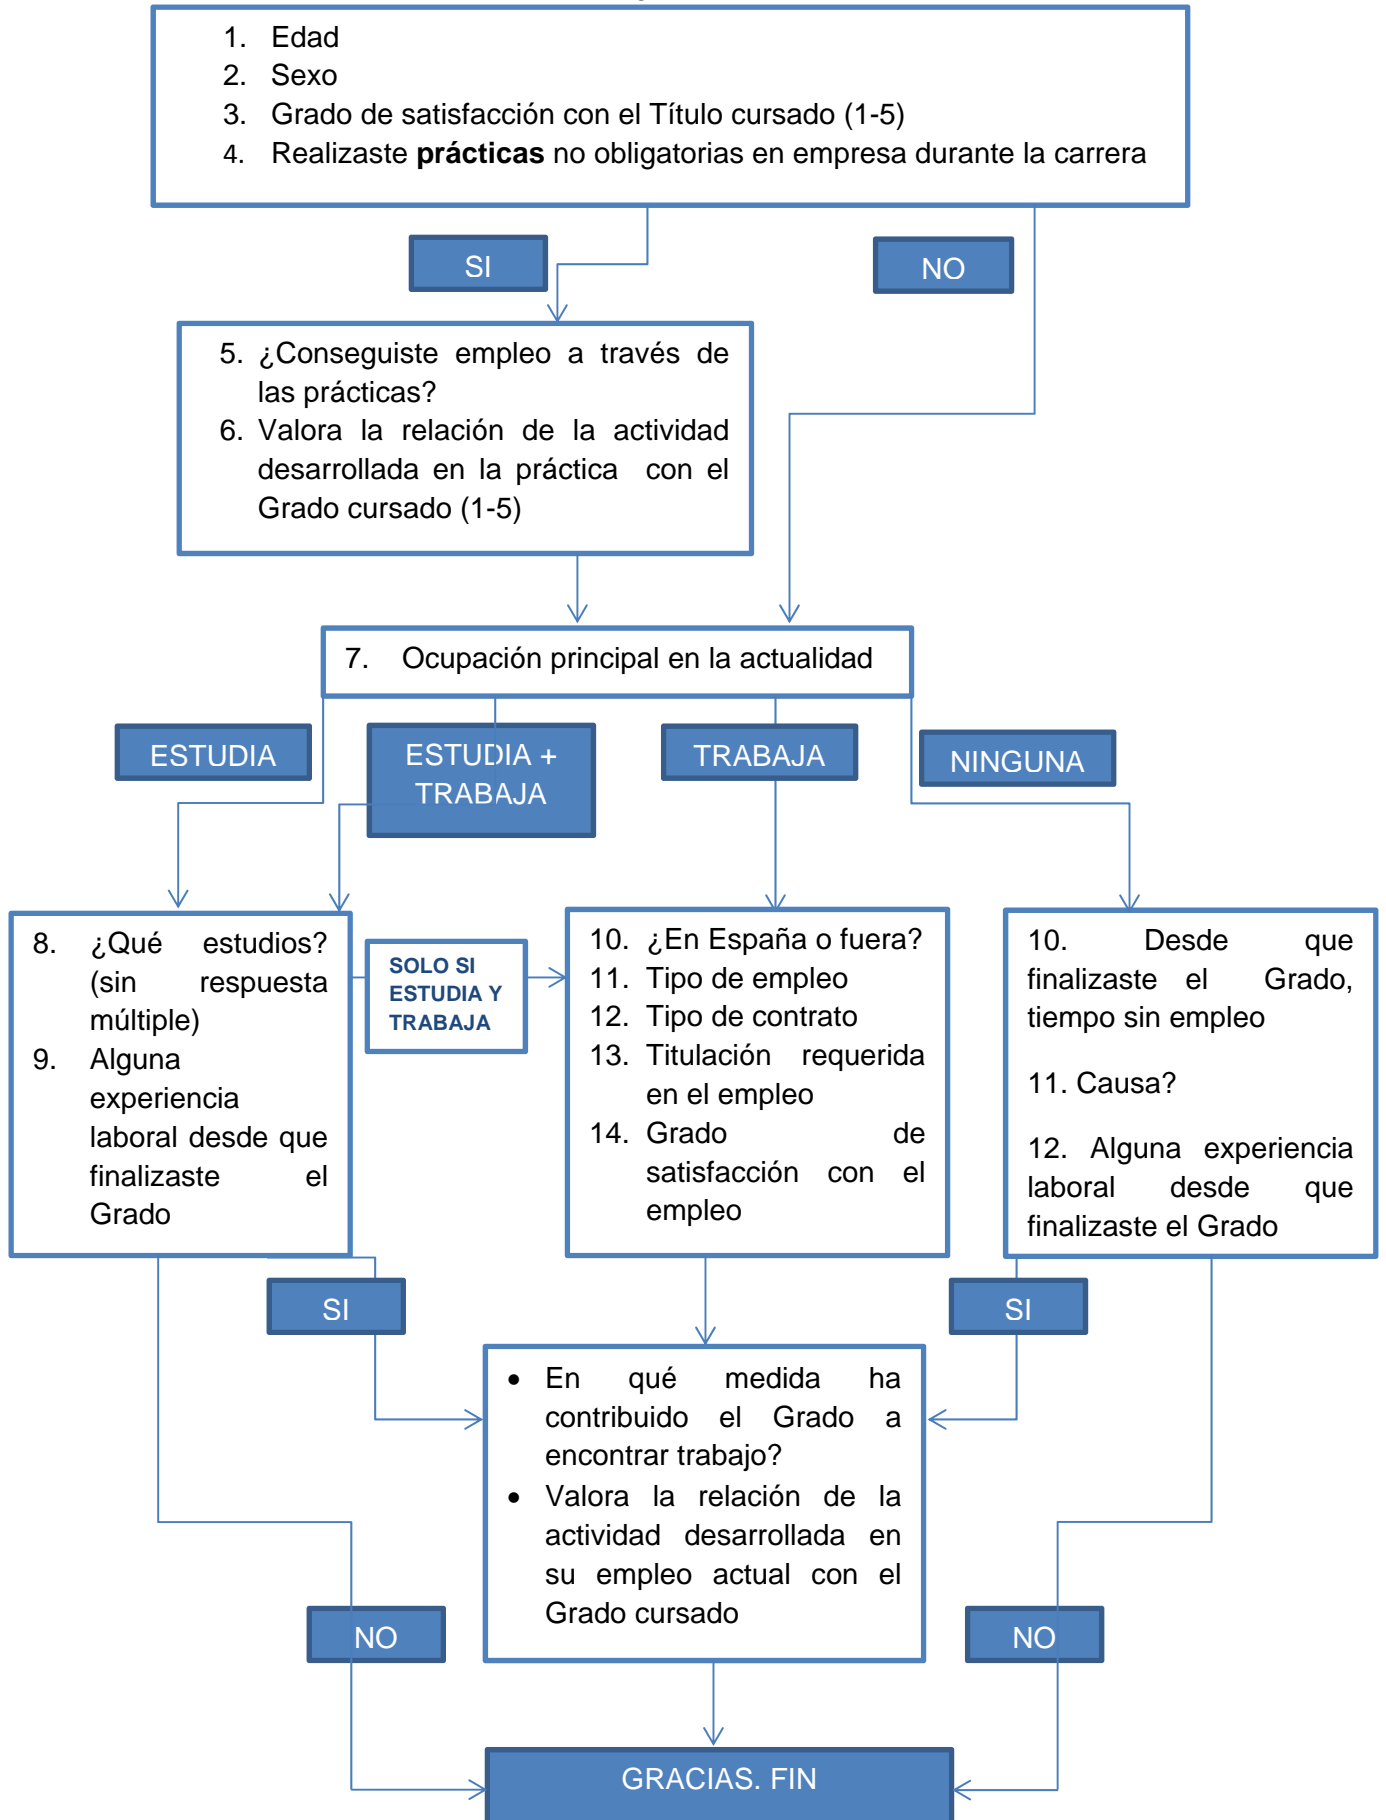 1. Edad
2. Sexo
3. Grado de satisfacción con el Título cursado (1-5)
4. Realizaste prácticas no obligatorias en empresa durante la carrera
SI
NO
5. ¿Conseguiste empleo a través de
las prácticas?
6. Valora la relación de la actividad
desarrollada en la práctica con el
Grado cursado (1-5)
7. Ocupación principal en la actualidad
ESTUDIA
ESTUDIA +
TRABAJA
TRABAJA
NINGUNA
8. ¿Qué estudios?
(sin respuesta
múltiple)
9. Alguna
experiencia
laboral desde que
finalizaste el
Grado
SOLO SI
ESTUDIA Y
TRABAJA
10. ¿En España o fuera?
11. Tipo de empleo
12. Tipo de contrato
13. Titulación requerida
en el empleo
14. Grado de
satisfacción con el
empleo
10. Desde que
finalizaste el Grado,
tiempo sin empleo
11. Causa?
12. Alguna experiencia
laboral desde que
finalizaste el Grado
SI
SI
• En qué medida ha
contribuido el Grado a
encontrar trabajo?
• Valora la relación de la
actividad desarrollada en
su empleo actual con el
Grado cursado
NO
NO
GRACIAS. FIN